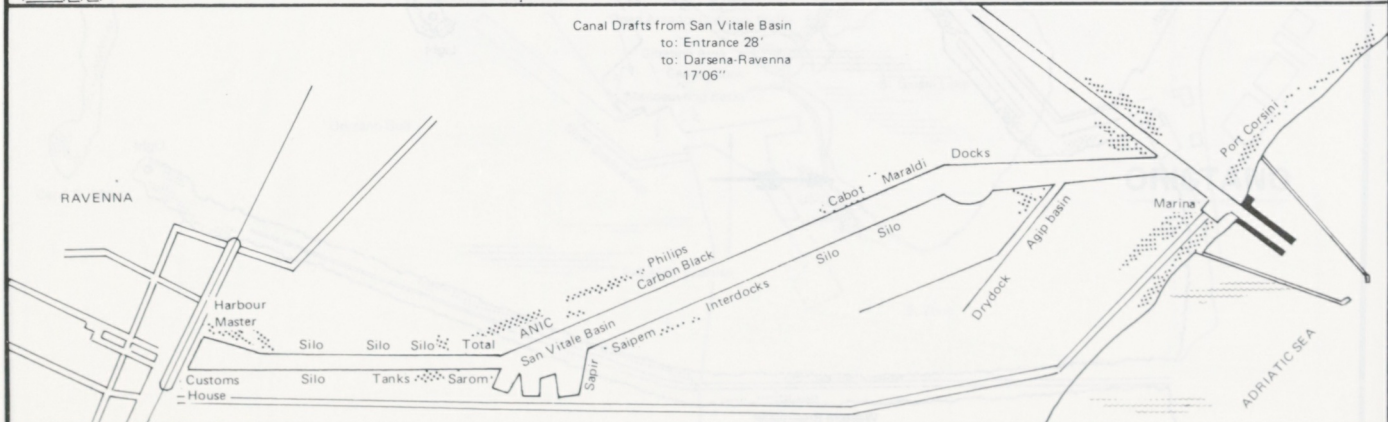 Canal Drafts from San Vitale Basin
to: Entrance 28'
to: Darsena-Ravenna
17'06"
RAVENNA
Port Corsini
Docks
Maraldi
Cabot
Marina
Agip basin
Drydock
Silo
Silo
Philips
Carbon Black
Interdocks
ANIC
San Vitale Basin
Saipem
Sapir
Harbour
Master
Silo
Silo
Silo
Total
Customs
House
Silo
Tanks
Sarom
ADRIATIC SEA